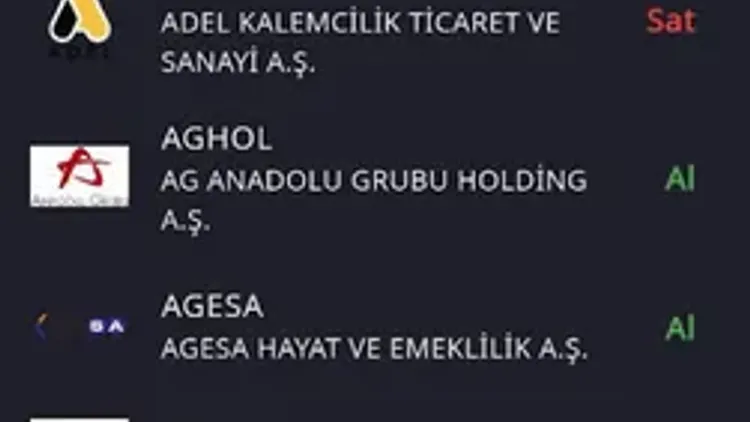 ADEL KALEMCİLİK TİCARET VE
Sat
SANAYİ A.Ş.
AGHOL
AG ANADOLU GRUBU HOLDİNG
Al
A.Ş.
SA
AGESA
AGESA HAYAT VE EMEKLİLİK A.Ş.
Al